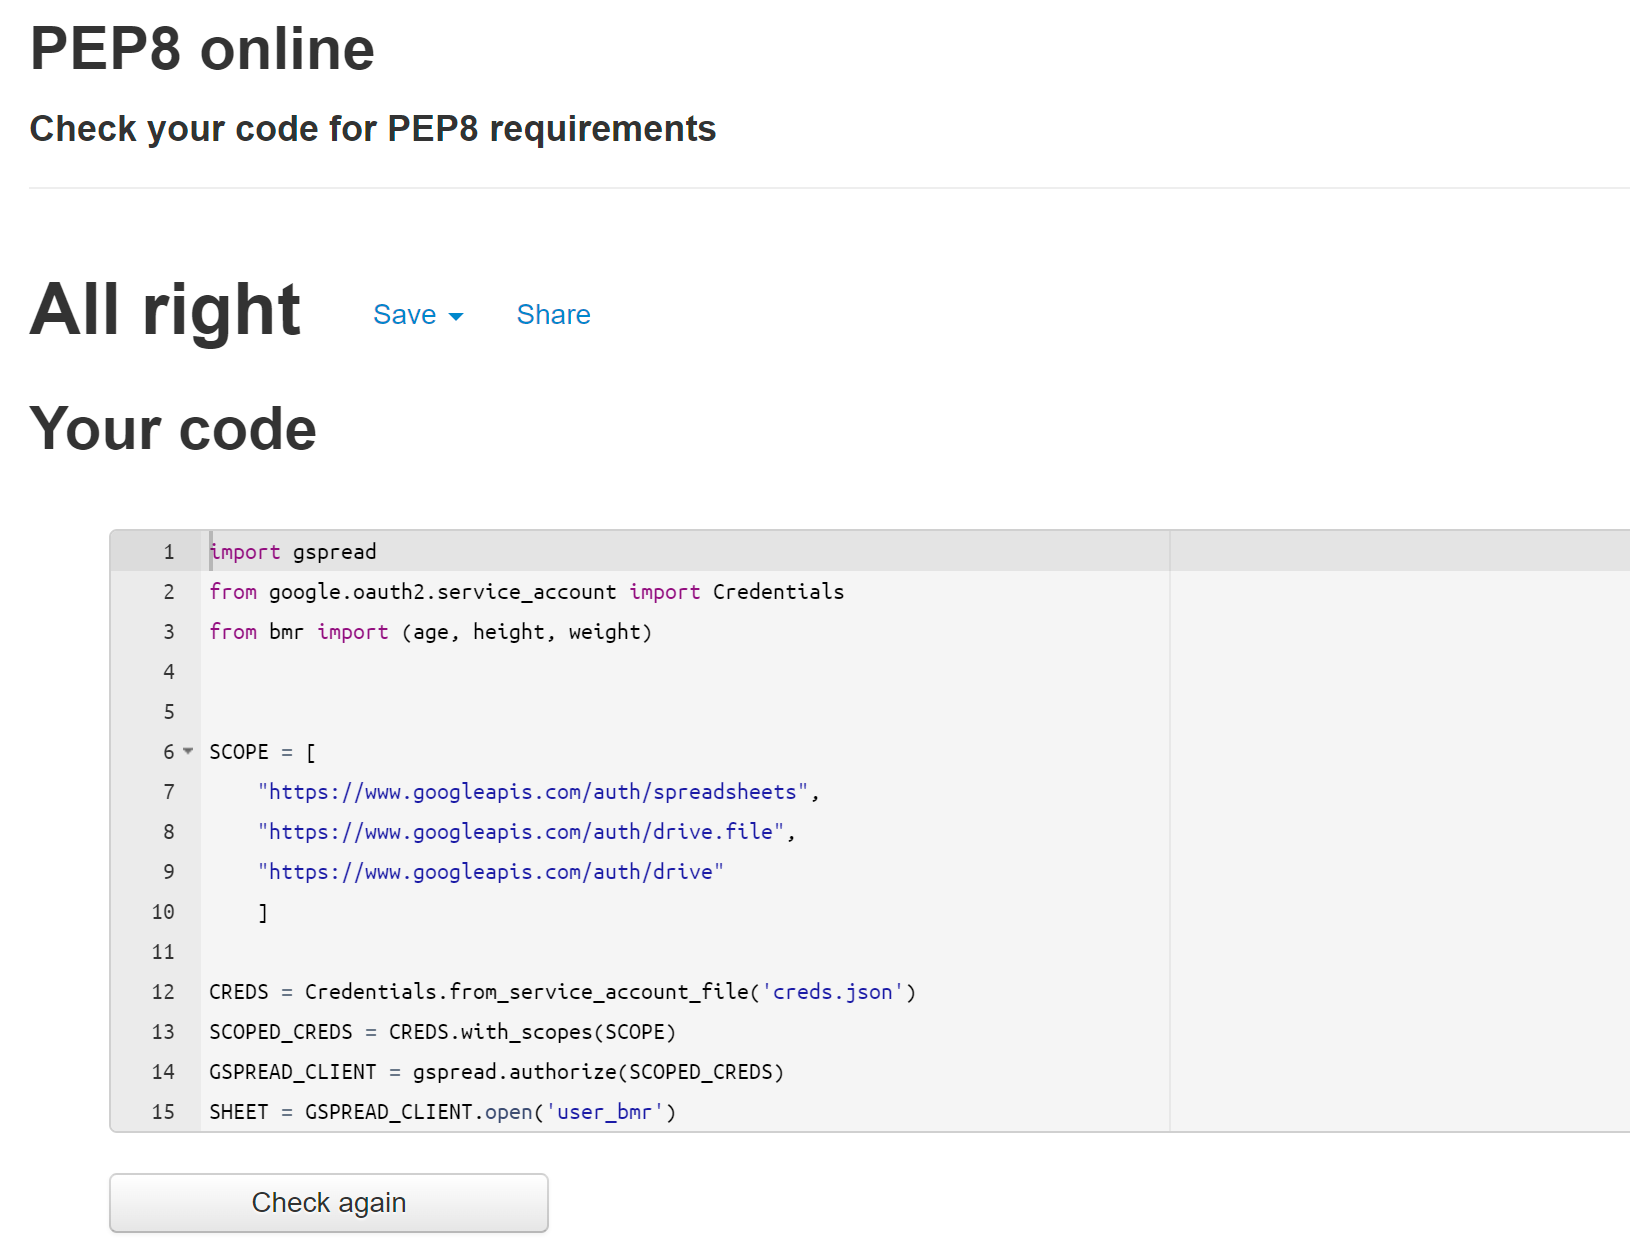 PEP8 online
Check your code for PEP8 requirements
All right Save Share
Your code
1 import gspread
2 from google.oauth2.service_account import Credentials
3 from bmr import (age, height, weight)
4
5
6 SCOPE = [
7     "https://www.googleapis.com/auth/spreadsheets",
8     "https://www.googleapis.com/auth/drive.file",
9     "https://www.googleapis.com/auth/drive"
10     ]
11
12 CREDS = Credentials.from_service_account_file('creds.json')
13 SCOPED_CREDS = CREDS.with_scopes(SCOPE)
14 GSPREAD_CLIENT = gspread.authorize(SCOPED_CREDS)
15 SHEET = GSPREAD_CLIENT.open('user_bmr')
Check again